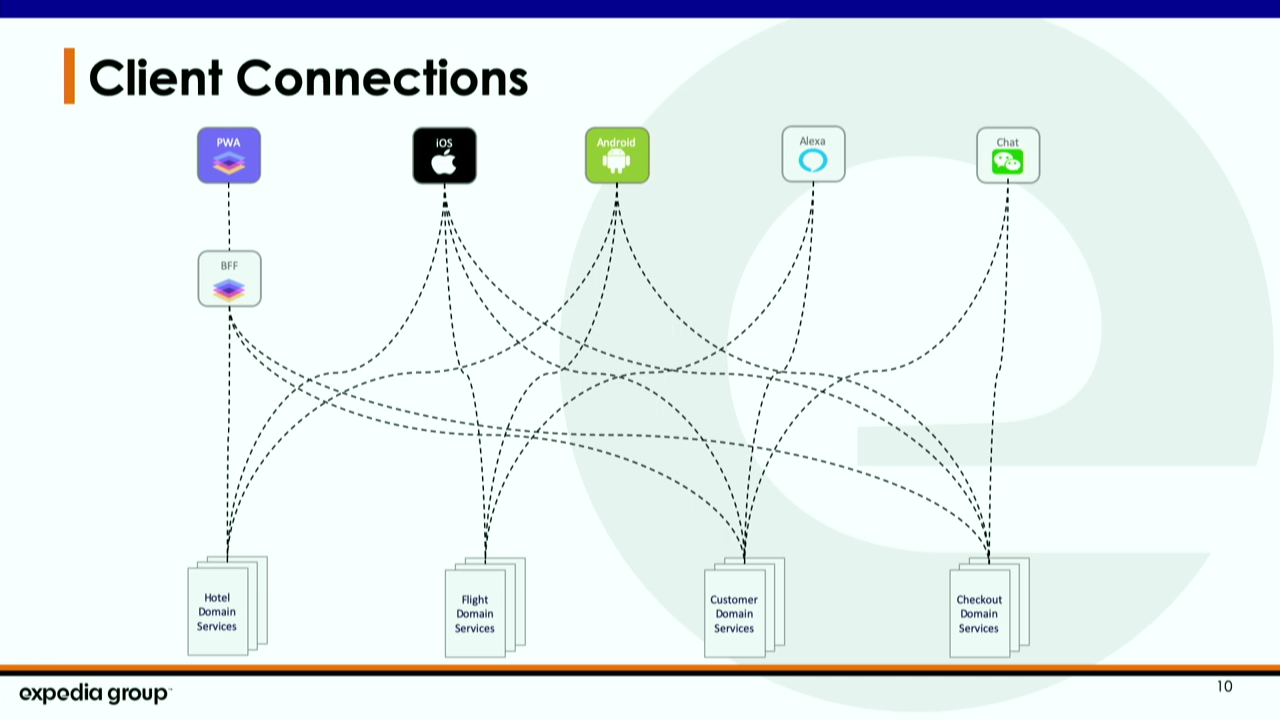 Client Connections
PWA
iOS
Android
Alexa
Chat
BFF
Hotel
Domain
Services
Flight
Domain
Services
Customer
Domain
Services
Checkout
Domain
Services
expedia group™
10